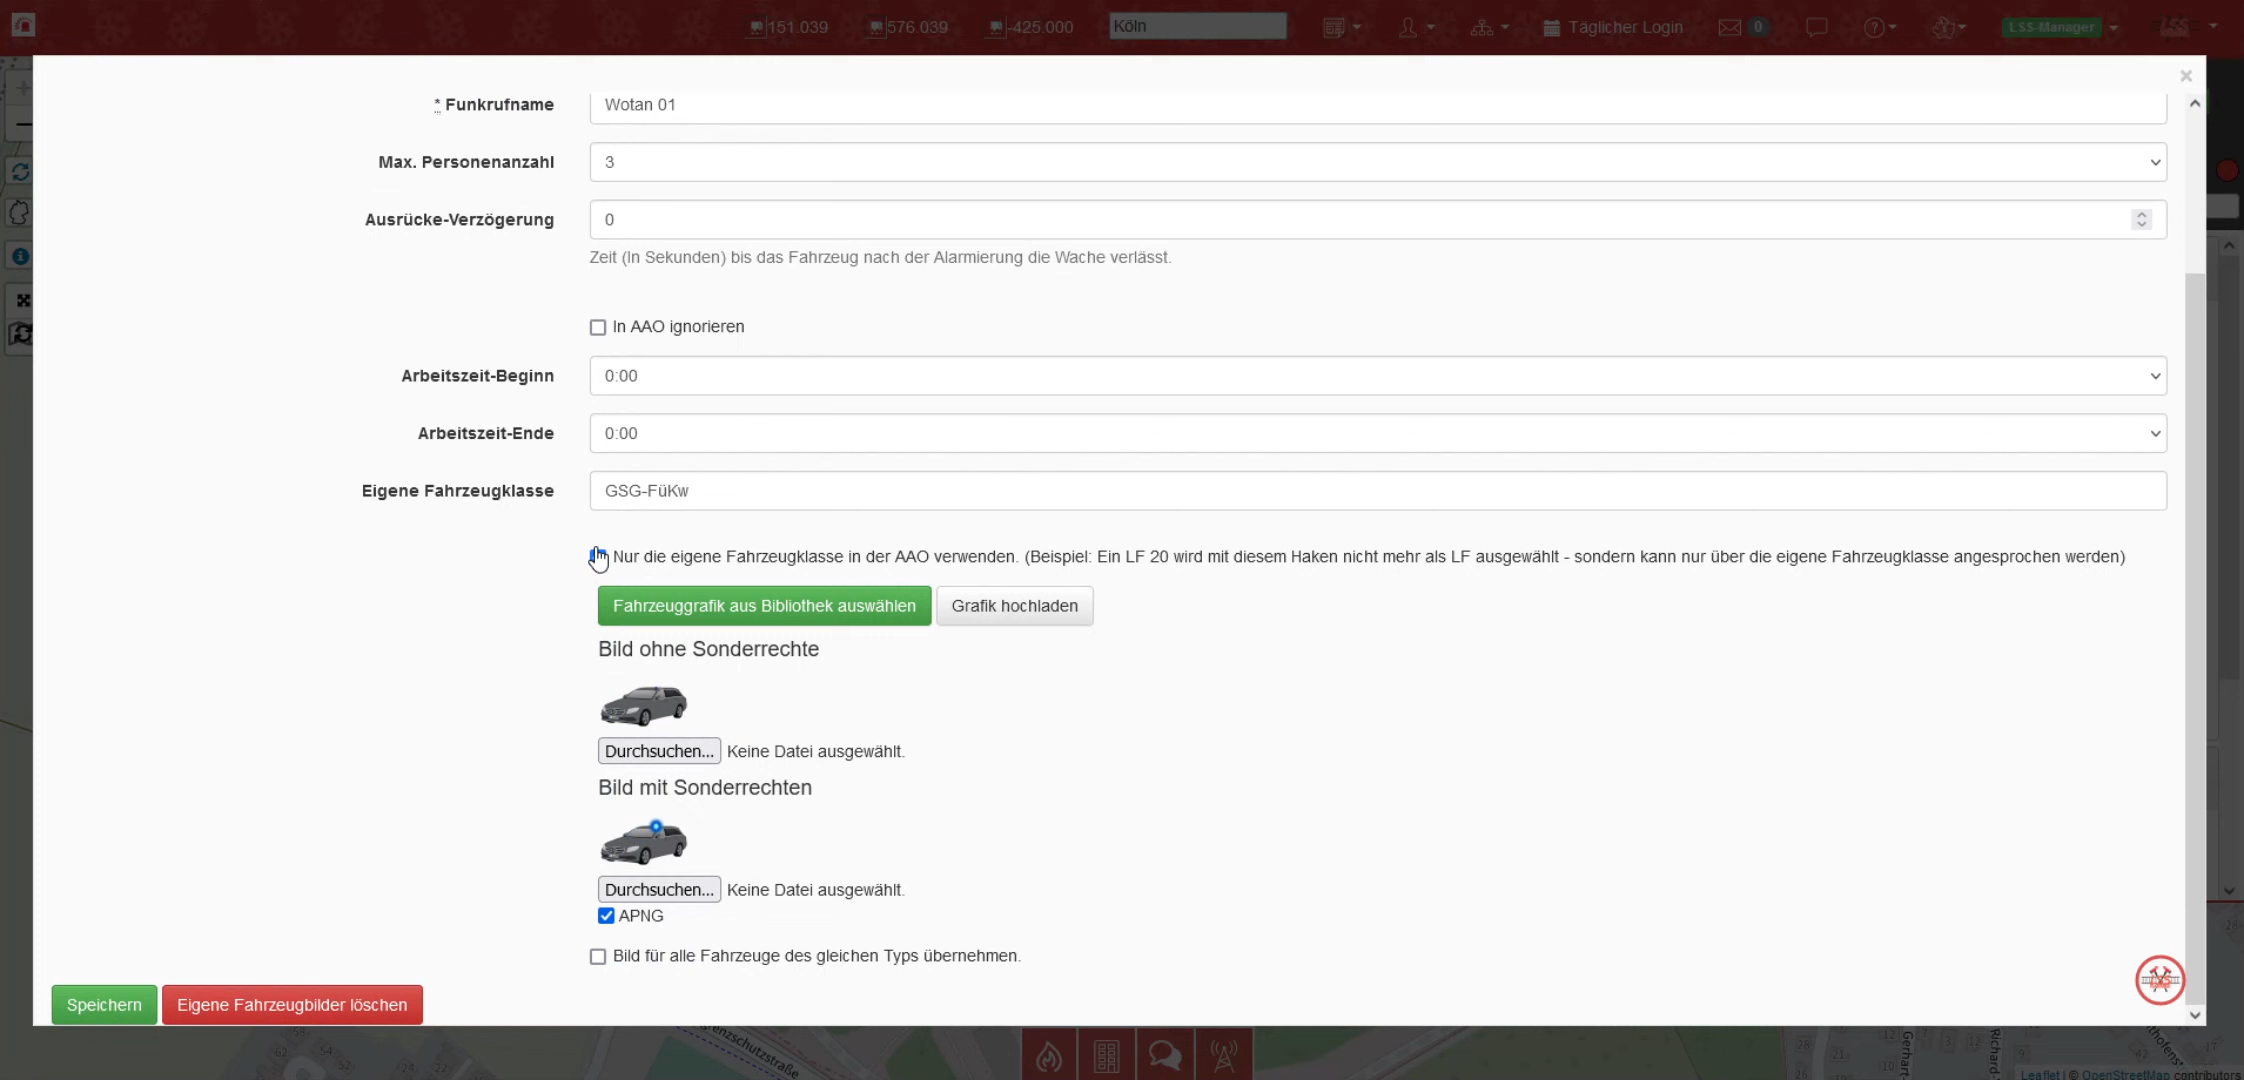 151.039 576.039 -425.000 Köln Täglicher Login 0 LSS-Manager LSS
* Funkrufname Wotan 01
Max. Personenanzahl 3
Ausrücke-Verzögerung 0
Zeit (In Sekunden) bis das Fahrzeug nach der Alarmierung die Wache verlässt.
In AAO ignorieren
Arbeitszeit-Beginn 0:00
Arbeitszeit-Ende 0:00
Eigene Fahrzeugklasse GSG-FüKw
Nur die eigene Fahrzeugklasse in der AAO verwenden. (Beispiel: Ein LF 20 wird mit diesem Haken nicht mehr als LF ausgewählt - sondern kann nur über die eigene Fahrzeugklasse angesprochen werden)
Fahrzeuggrafik aus Bibliothek auswählen Grafik hochladen
Bild ohne Sonderrechte
Durchsuchen... Keine Datei ausgewählt.
Bild mit Sonderrechten
Durchsuchen... Keine Datei ausgewählt.
APNG
Bild für alle Fahrzeuge des gleichen Typs übernehmen.
Speichern Eigene Fahrzeugbilder löschen
Leaflet | © OpenStreetMap contributors